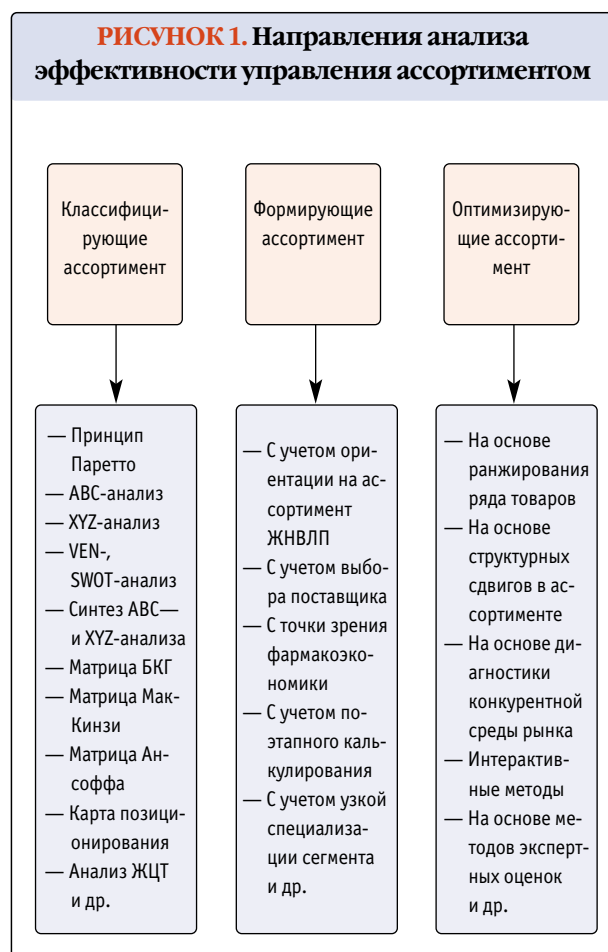 РИСУНОК 1. Направления анализа
эффективности управления ассортиментом
Классифици-
рующие
ассортимент
Формирующие
ассортимент
Оптимизирую-
щие ассорти-
мент
— Принцип
Паретто
— ABC-анализ
— XYZ-анализ
— VEN-,
SWOT-анализ
— Синтез ABC—
и XYZ-анализа
— Матрица БКГ
— Матрица Мак-
Кинзи
— Матрица Ан-
соффа
— Карта позици-
онирования
— Анализ ЖЦТ
и др.
— С учетом ори-
ентации на ас-
сортимент
ЖНВЛП
— С учетом выбо-
ра поставщика
— С точки зрения
фармакоэко-
номики
— С учетом по-
этапного каль-
кулирования
— С учетом узкой
специализа-
ции сегмента
и др.
— На основе
ранжирования
ряда товаров
— На основе
структурных
сдвигов в ас-
сортименте
— На основе ди-
агностики
конкурентной
среды рынка
— Интерактив-
ные методы
— На основе ме-
тодов эксперт-
ных оценок
и др.